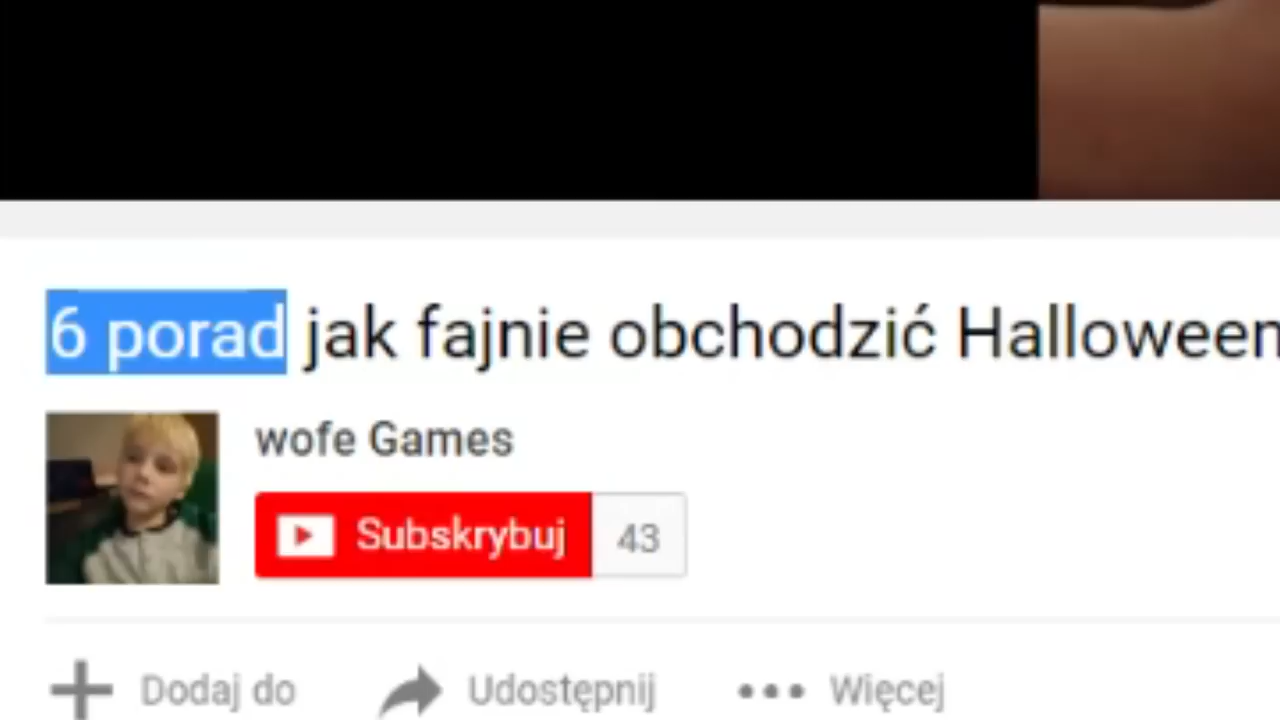 6 porad jak fajnie obchodzić Halloween
wofe Games
Subskrybuj 43
Dodaj do Udostępnij Więcej